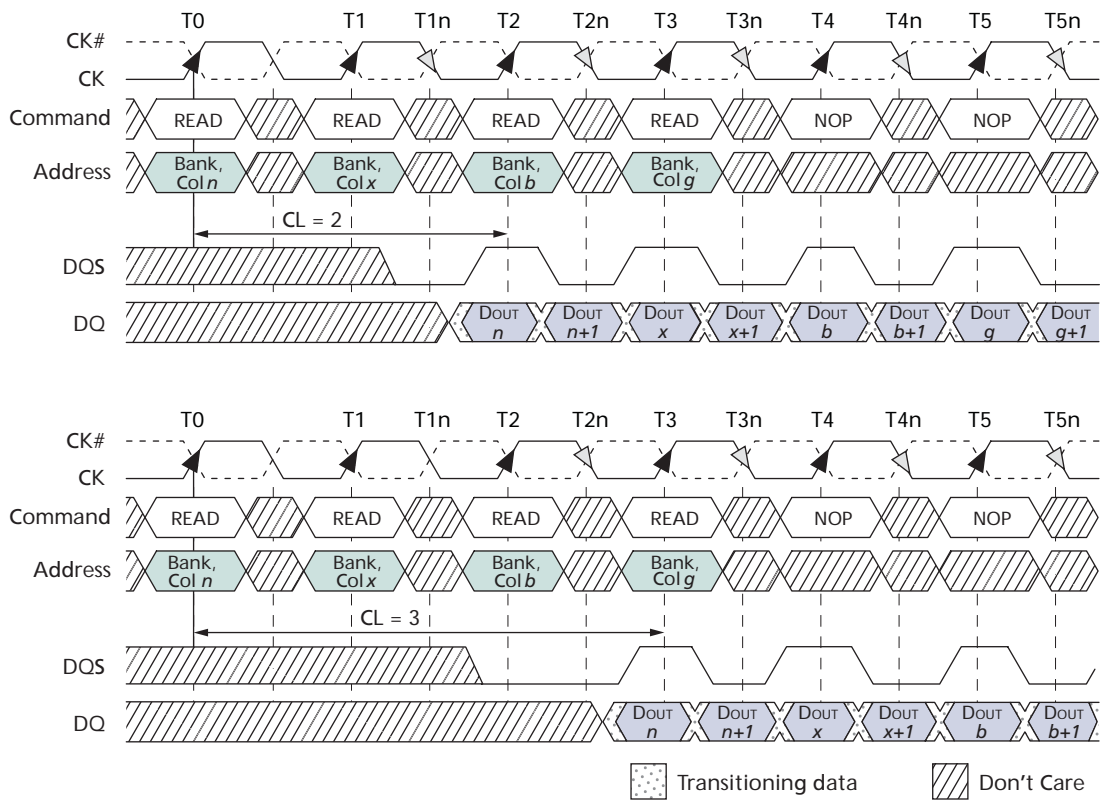 T0 T1 T1n T2 T2n T3 T3n T4 T4n T5 T5n
CK#
CK
Command READ READ READ READ NOP NOP
Address Bank, Col n Bank, Col x Bank, Col b Bank, Col g
CL = 2
DQS
DQ DOUT n DOUT n+1 DOUT x DOUT x+1 DOUT b DOUT b+1 DOUT g DOUT g+1
T0 T1 T1n T2 T2n T3 T3n T4 T4n T5 T5n
CK#
CK
Command READ READ READ READ NOP NOP
Address Bank, Col n Bank, Col x Bank, Col b Bank, Col g
CL = 3
DQS
DQ DOUT n DOUT n+1 DOUT x DOUT x+1 DOUT b DOUT b+1
Transitioning data Don't Care